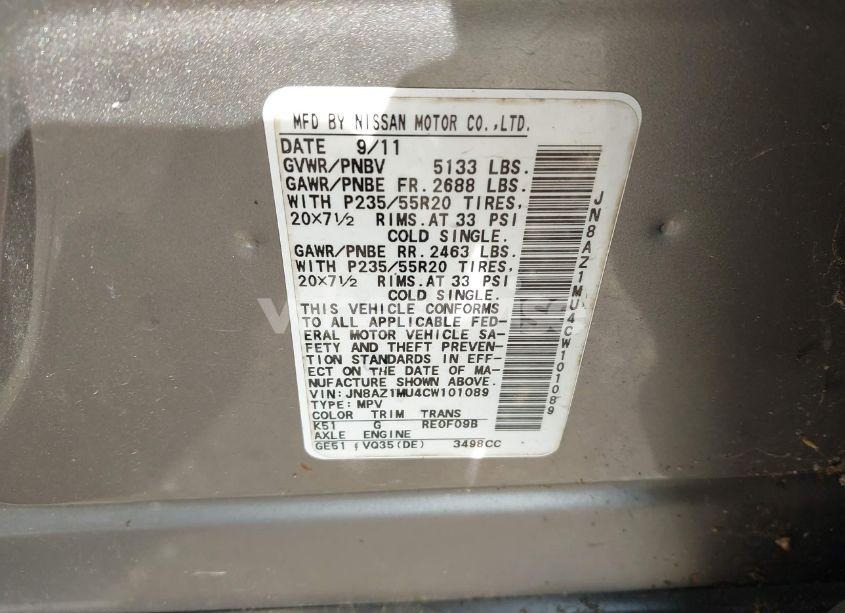 MFD BY NISSAN MOTOR CO.,LTD.
DATE 9/11
GVWR/PNBV 5133 LBS.
GAWR/PNBE FR. 2688 LBS.
WITH P235/55R20 TIRES,
20×7½ RIMS. AT 33 PSI
COLD SINGLE.
GAWR/PNBE RR. 2463 LBS.
WITH P235/55R20 TIRES,
20×7½ RIMS. AT 33 PSI
COLD SINGLE.
THIS VEHICLE CONFORMS
TO ALL APPLICABLE FED-
ERAL MOTOR VEHICLE SA-
FETY AND THEFT PREVEN-
TION STANDARDS IN EFF-
ECT ON THE DATE OF MA-
NUFACTURE SHOWN ABOVE.
VIN: JN8AZ1MU4CW101089
TYPE: MPV
COLOR TRIM TRANS
K51 G RE0F09B
AXLE ENGINE
GE51 VQ35(DE) 3498CC
JN8AZ1MU4CW101089